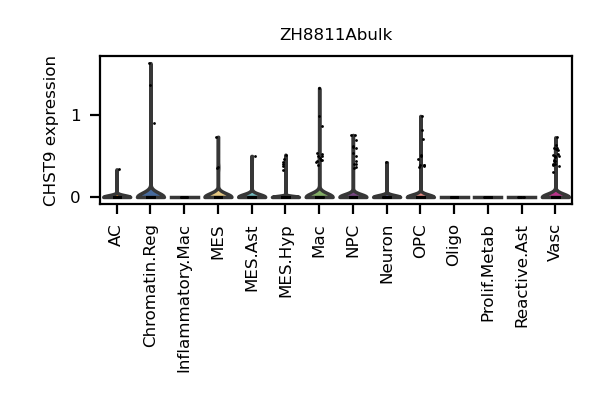 ZH8811Abulk
CHST9 expression
1
0
AC
Chromatin.Reg
Inflammatory.Mac
MES
MES.Ast
MES.Hyp
Mac
NPC
Neuron
OPC
Oligo
Prolif.Metab
Reactive.Ast
Vasc